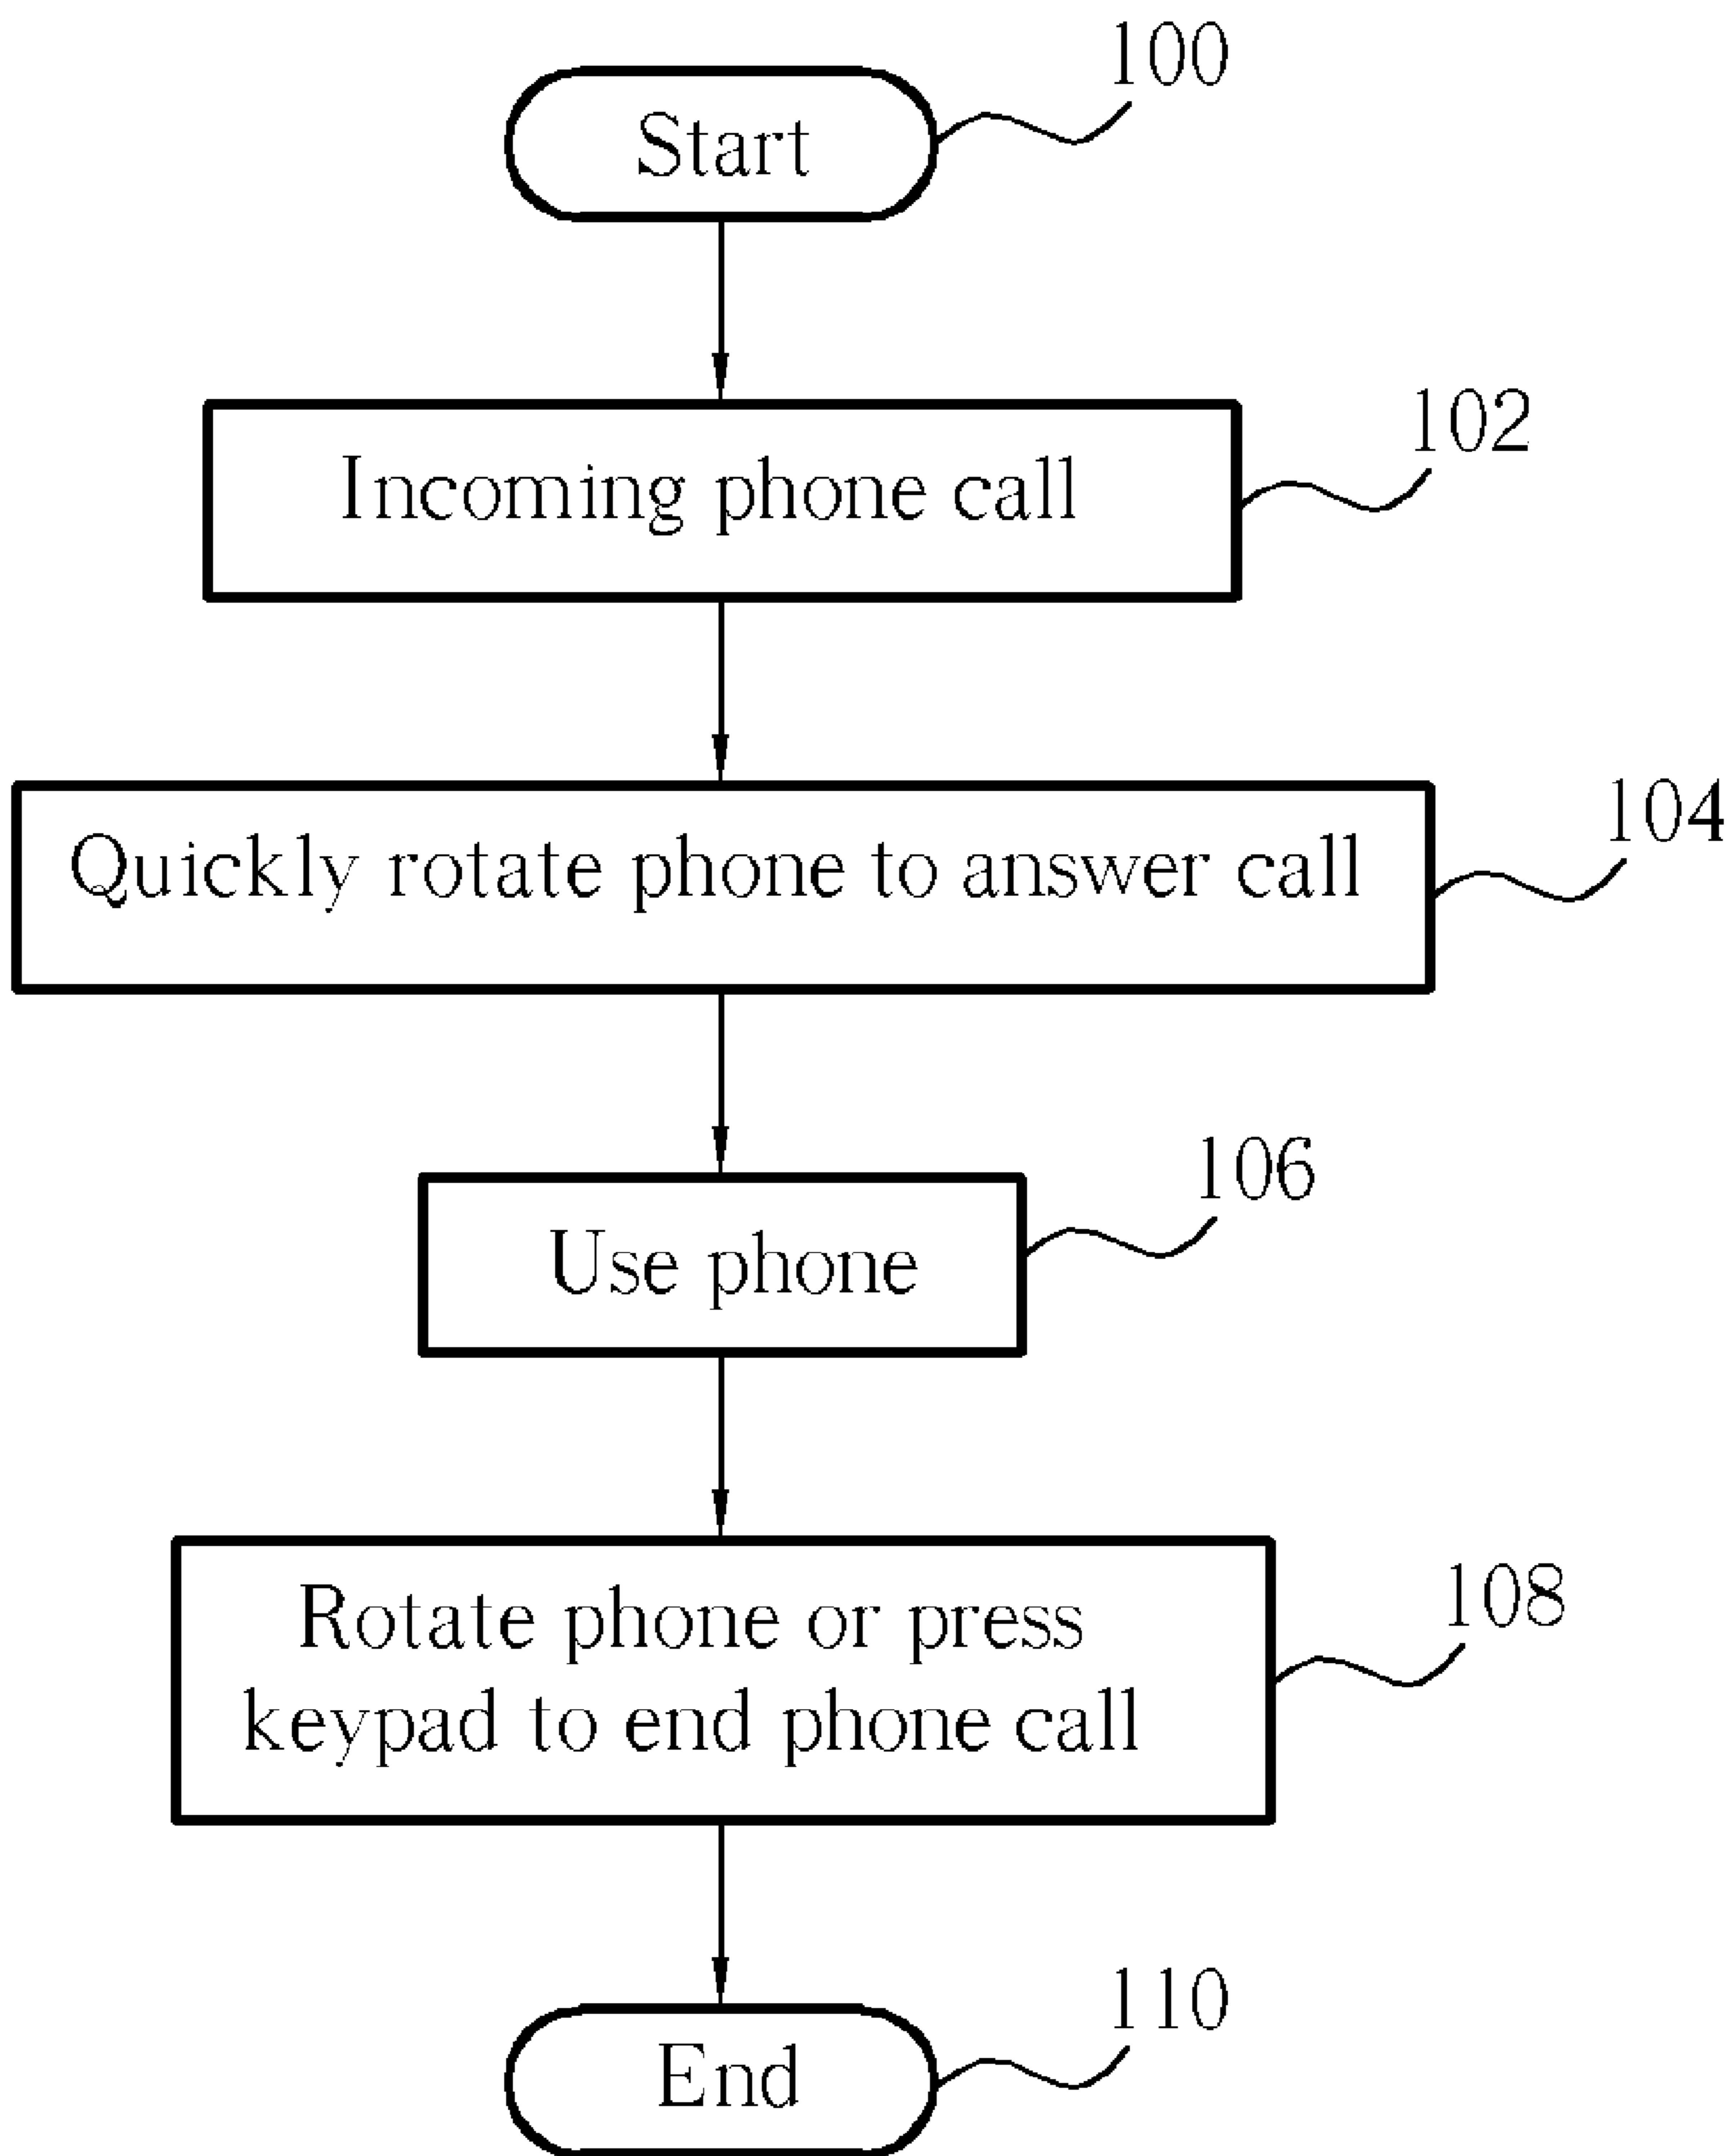 100
Start
102
Incoming phone call
104
Quickly rotate phone to answer call
106
Use phone
108
Rotate phone or press
keypad to end phone call
110
End